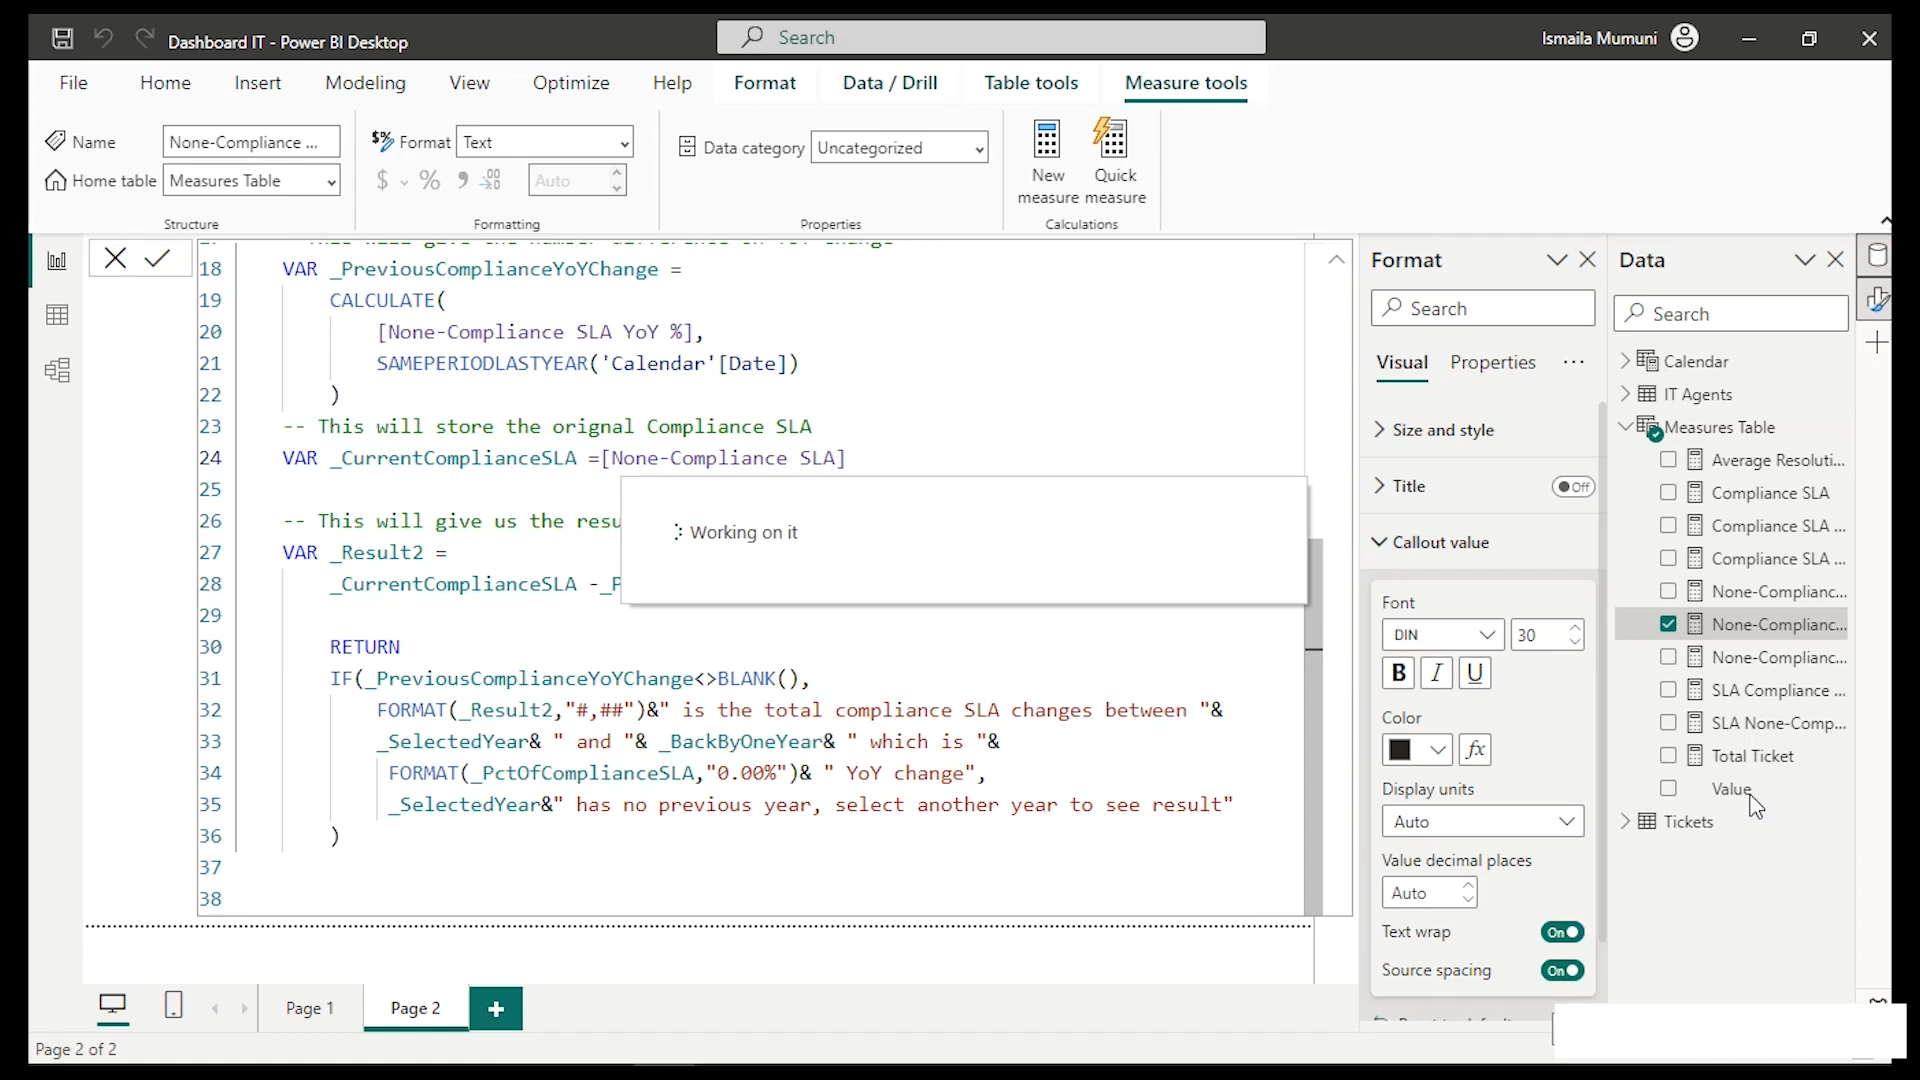 Dashboard IT - Power BI Desktop
Search
Ismaila Mumuni
File Home Insert Modeling View Optimize Help Format Data / Drill Table tools Measure tools
Name None-Compliance ...
Home table Measures Table
Structure
Format Text
$ % , Auto
Formatting
Data category Uncategorized
Properties
New measure
Quick measure
Calculations
18 VAR _PreviousComplianceYoYChange =
19 CALCULATE(
20 [None-Compliance SLA YoY %],
21 SAMEPERIODLASTYEAR('Calendar'[Date])
22 )
23 -- This will store the orignal Compliance SLA
24 VAR _CurrentComplianceSLA =[None-Compliance SLA]
25
26 -- This will give us the resu
27 VAR _Result2 =
28 _CurrentComplianceSLA -_P
29
30 RETURN
31 IF(_PreviousComplianceYoYChange<>BLANK(),
32 FORMAT(_Result2,"#,##")&" is the total compliance SLA changes between "&
33 _SelectedYear& " and "& _BackByOneYear& " which is "&
34 FORMAT(_PctOfComplianceSLA,"0.00%")& " YoY change",
35 _SelectedYear&" has no previous year, select another year to see result"
36 )
37
38
Working on it
Format
Search
Visual Properties ...
Size and style
Title Off
Callout value
Font
DIN 30
B I U
Color
fx
Display units
Auto
Value decimal places
Auto
Text wrap On
Source spacing On
Data
Search
Calendar
IT Agents
Measures Table
Average Resoluti...
Compliance SLA
Compliance SLA ...
Compliance SLA ...
None-Complianc...
None-Complianc...
None-Complianc...
SLA Compliance ...
SLA None-Comp...
Total Ticket
Value
Tickets
Page 1 Page 2 +
Page 2 of 2